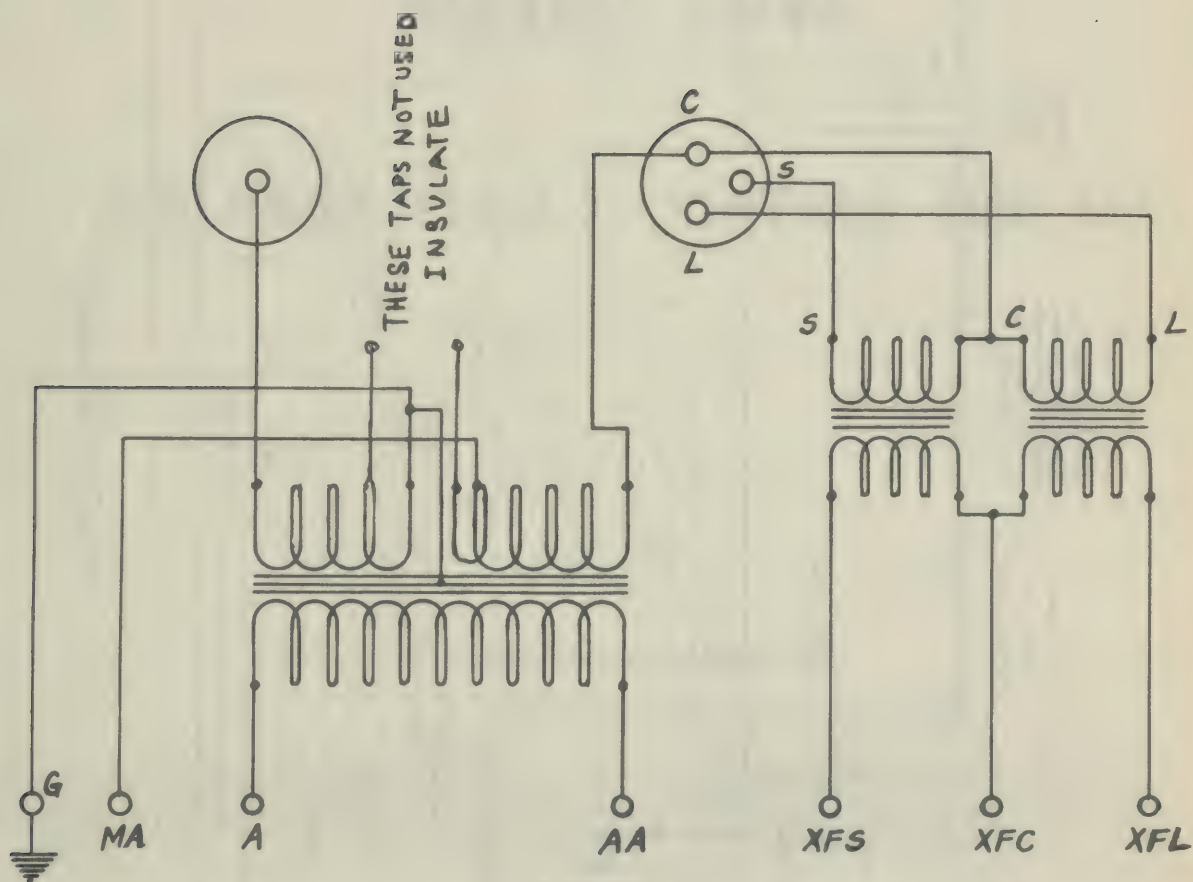 THESE TAPS NOT USED
INSULATE
C
S
L
S
C
L
G
MA
A
AA
XFS
XFC
XFL